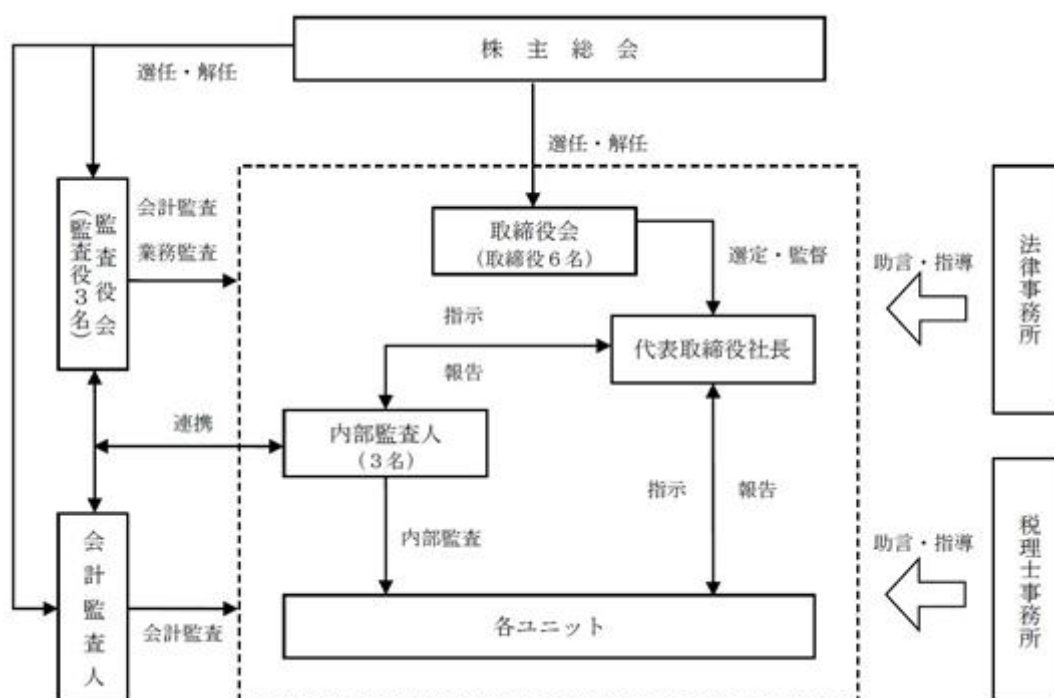 株主総会
選任・解任
選任・解任
監査役会
(監査役3名)
会計監査
業務監査
取締役会
(取締役6名)
選定・監督
助言・指導
法律事務所
指示
報告
代表取締役社長
連携
内部監査人
(3名)
指示
報告
内部監査
会計監査人
会計監査
各ユニット
助言・指導
税理士事務所